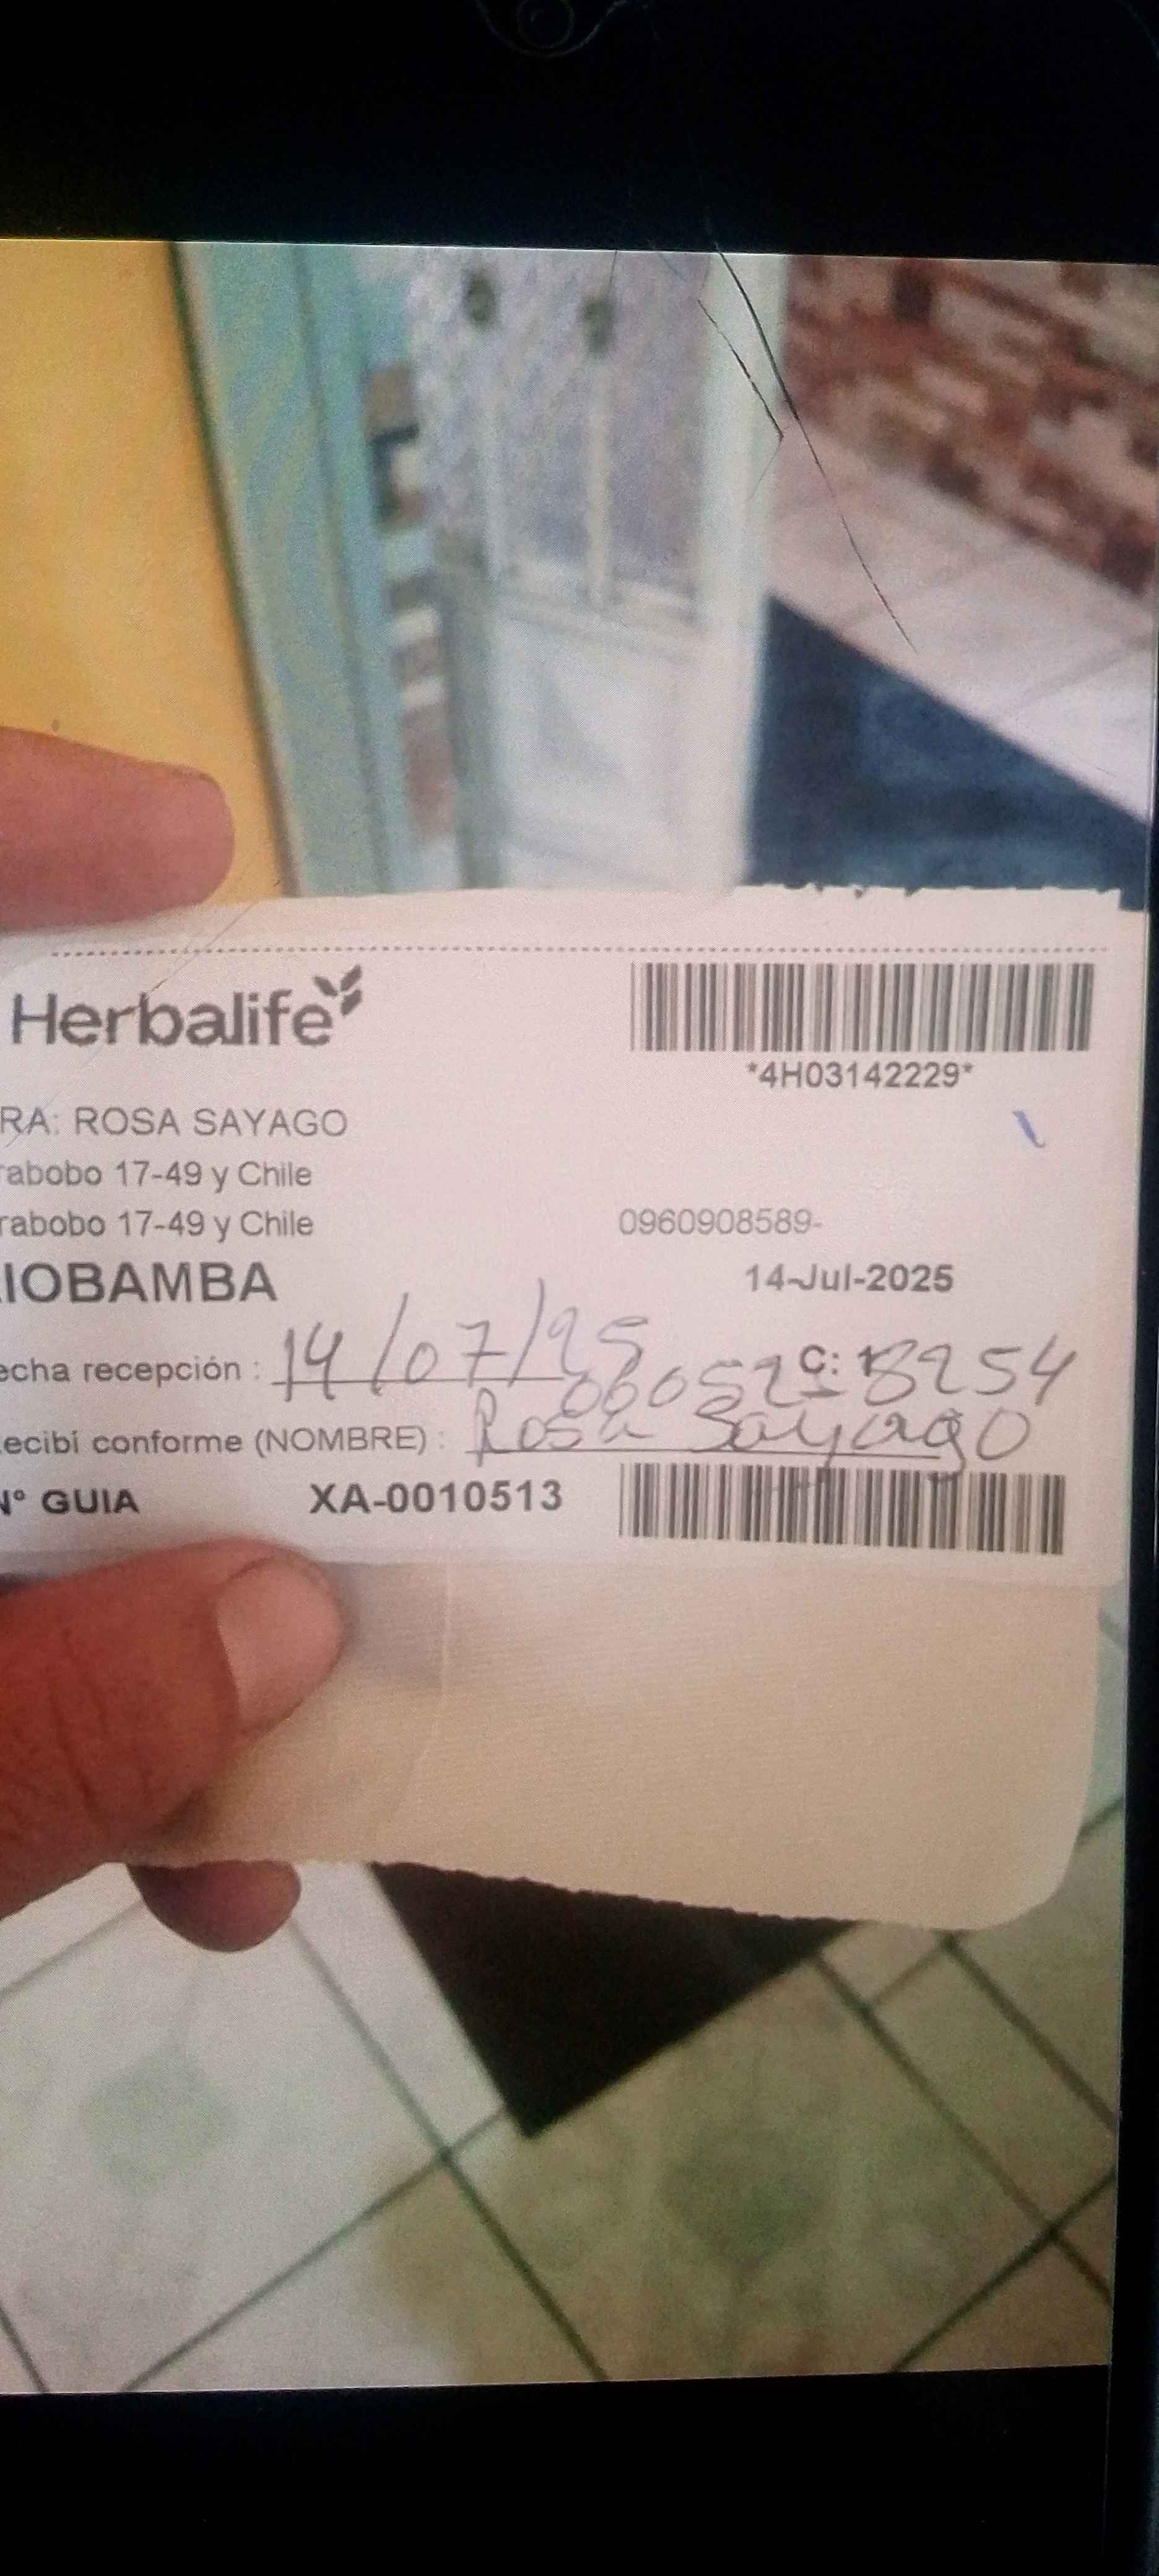 Herbalife
*4H03142229*
RA: ROSA SAYAGO
rabobo 17-49 y Chile
rabobo 17-49 y Chile 0960908589-
IOBAMBA 14-Jul-2025
echa recepción : 14/07/25 C:
ecibí conforme (NOMBRE) : Rosa Sayago
N° GUIA XA-0010513